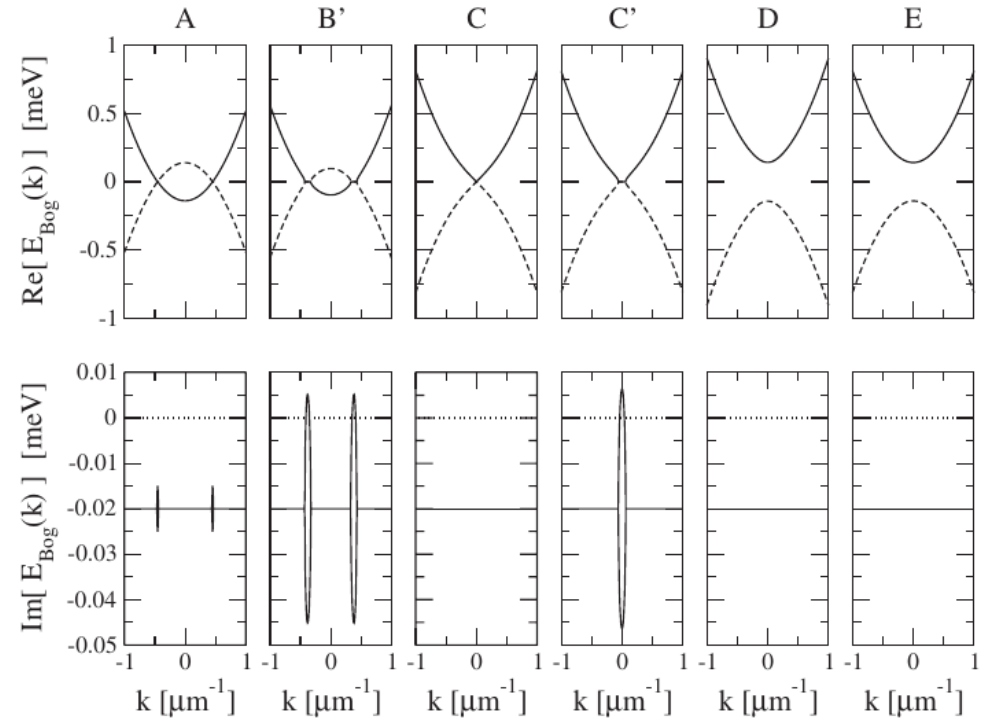 A B' C C' D E
Re[ E_Bog(k) ] [meV]
1
0.5
0
-0.5
-1
Im[ E_Bog(k) ] [meV]
0.01
0
-0.01
-0.02
-0.03
-0.04
-0.05
-1 0 1 -1 0 1 -1 0 1 -1 0 1 -1 0 1 -1 0 1
k [μm⁻¹] k [μm⁻¹] k [μm⁻¹] k [μm⁻¹] k [μm⁻¹] k [μm⁻¹]